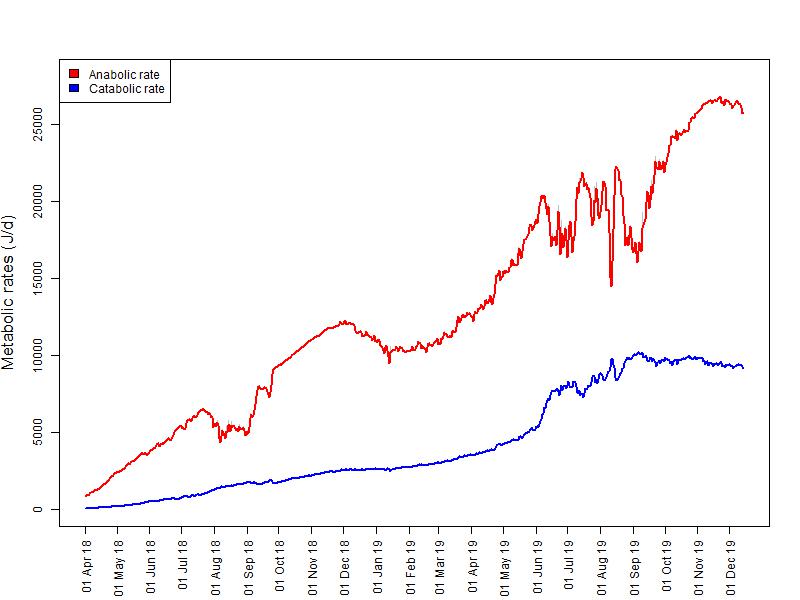 Anabolic rate
Catabolic rate
Metabolic rates (J/d)
25000
20000
15000
10000
5000
0
01 Apr 18
01 May 18
01 Jun 18
01 Jul 18
01 Aug 18
01 Sep 18
01 Oct 18
01 Nov 18
01 Dec 18
01 Jan 19
01 Feb 19
01 Mar 19
01 Apr 19
01 May 19
01 Jun 19
01 Jul 19
01 Aug 19
01 Sep 19
01 Oct 19
01 Nov 19
01 Dec 19